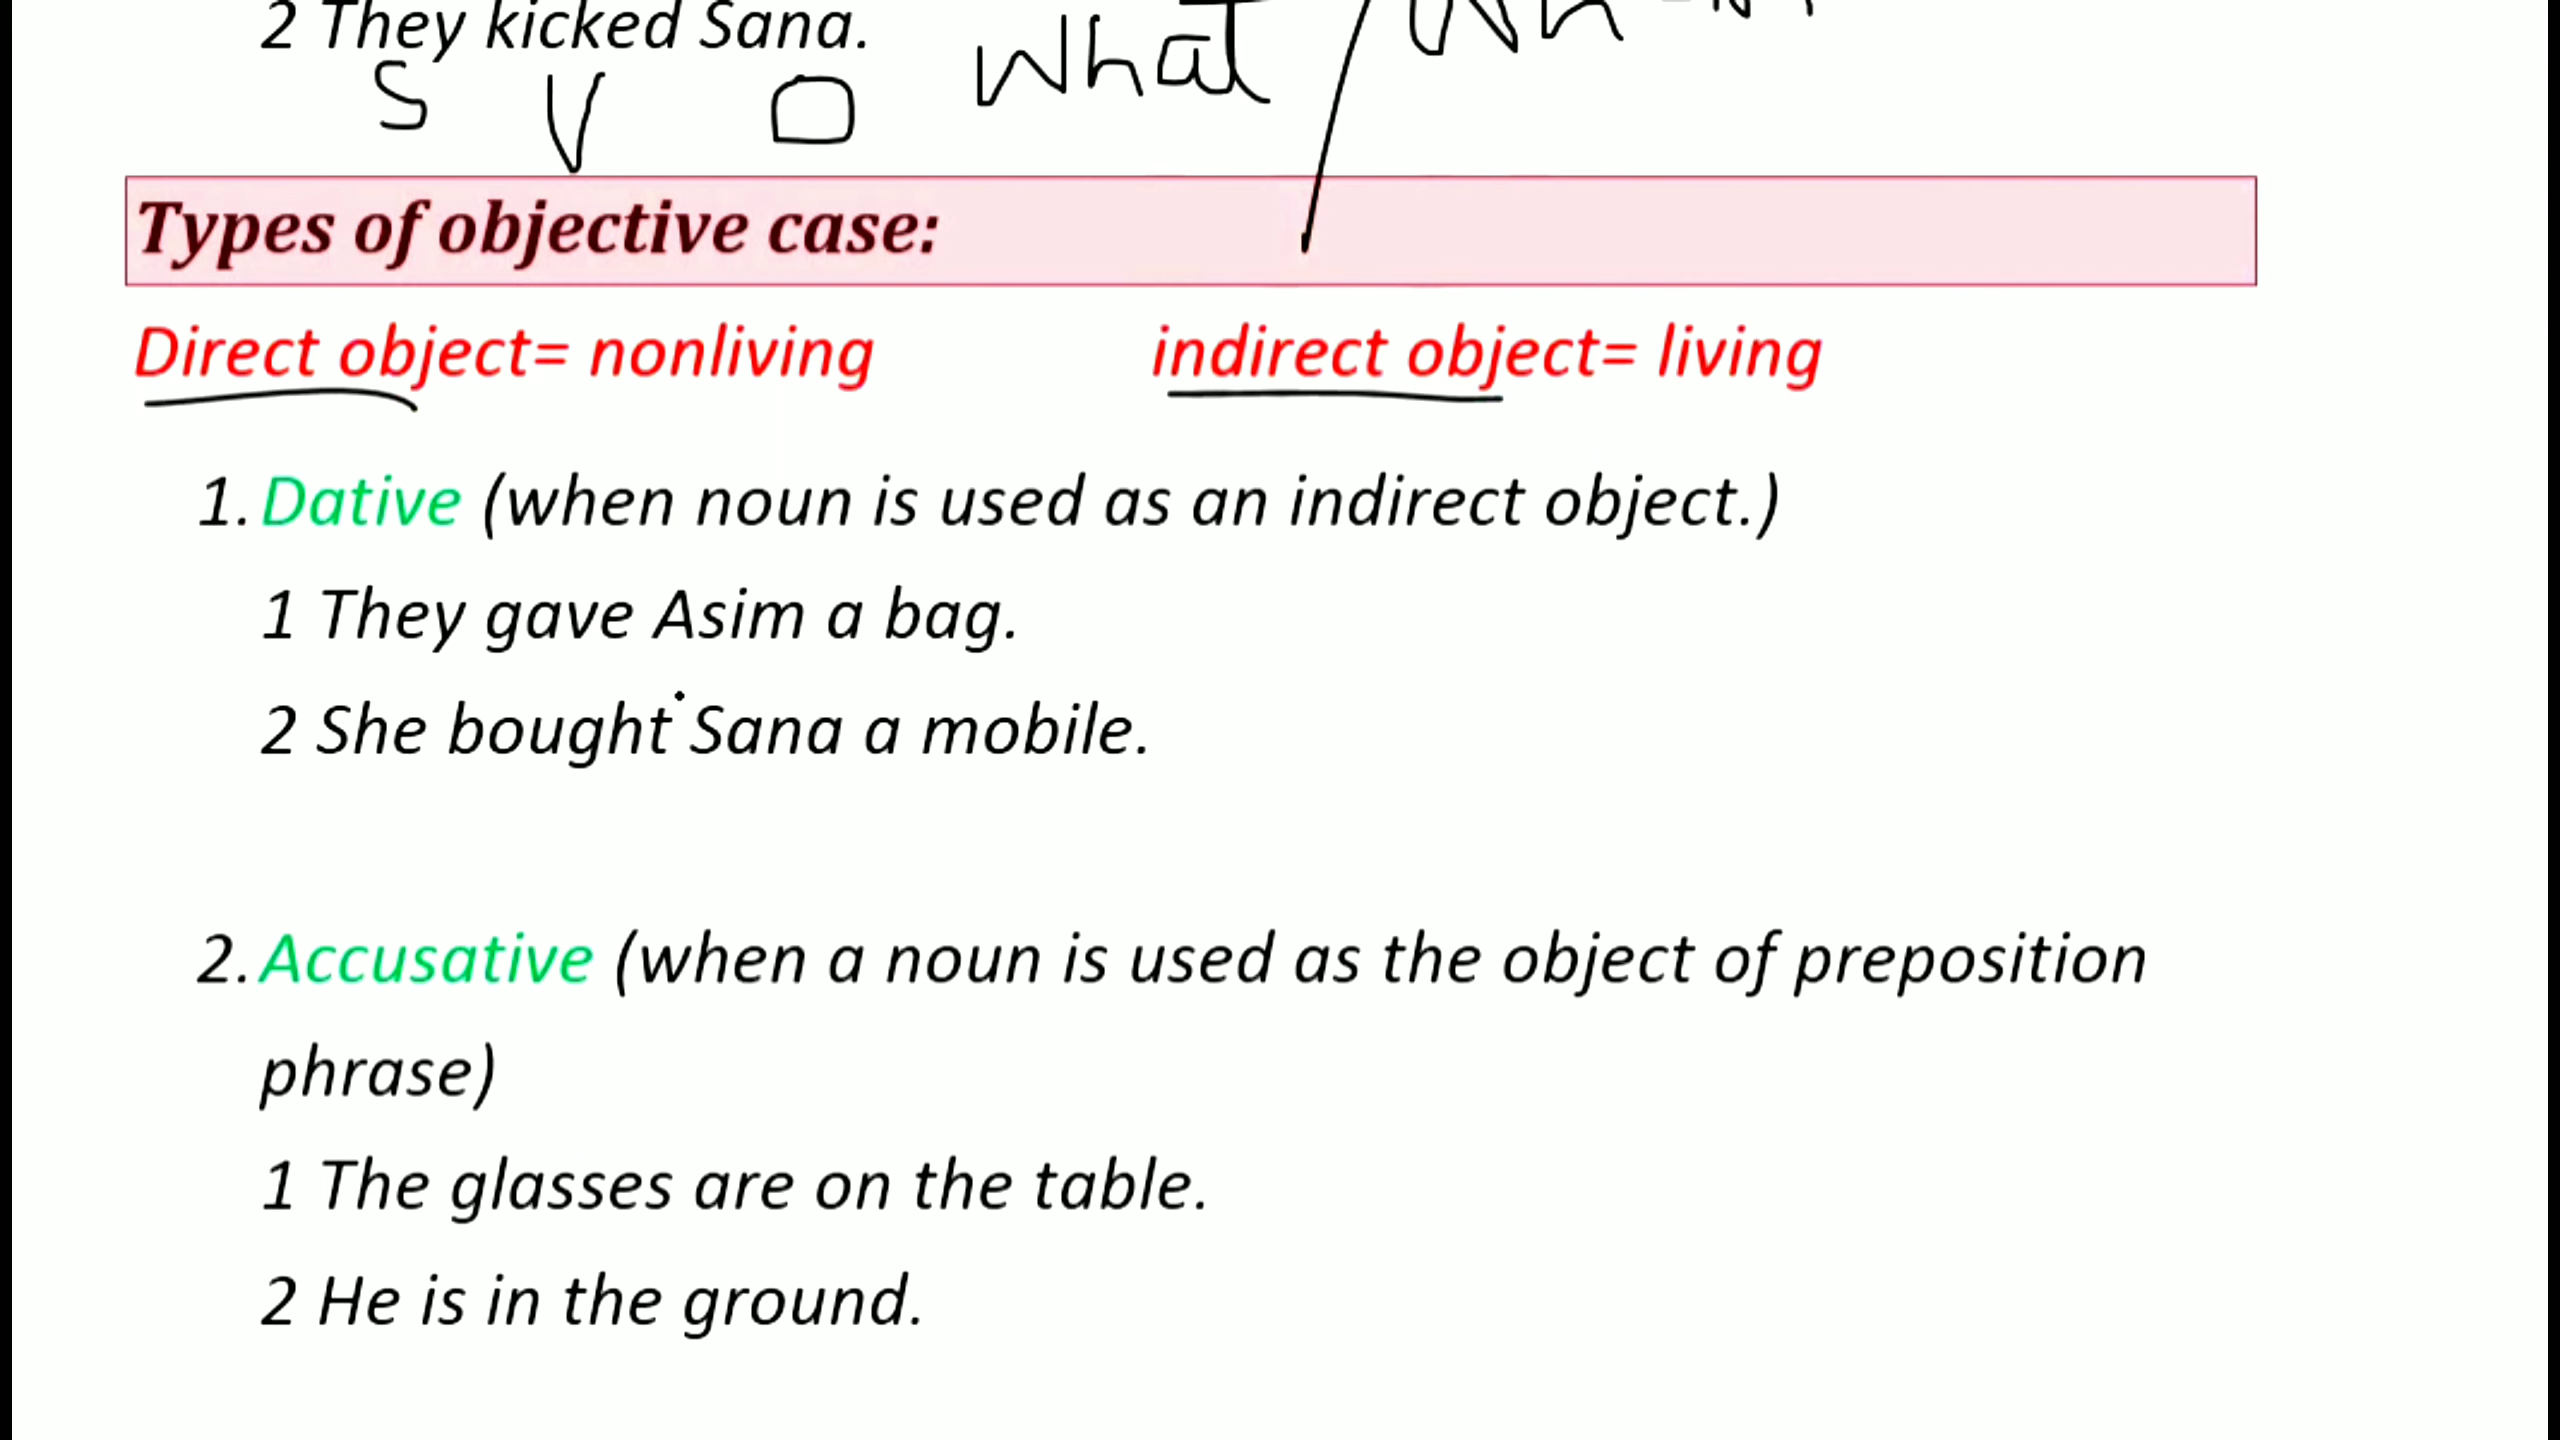 2 They kicked Sana.
What /
S V O
Types of objective case:
Direct object= nonliving indirect object= living
1. Dative (when noun is used as an indirect object.)
1 They gave Asim a bag.
2 She bought Sana a mobile.
2. Accusative (when a noun is used as the object of preposition
phrase)
1 The glasses are on the table.
2 He is in the ground.